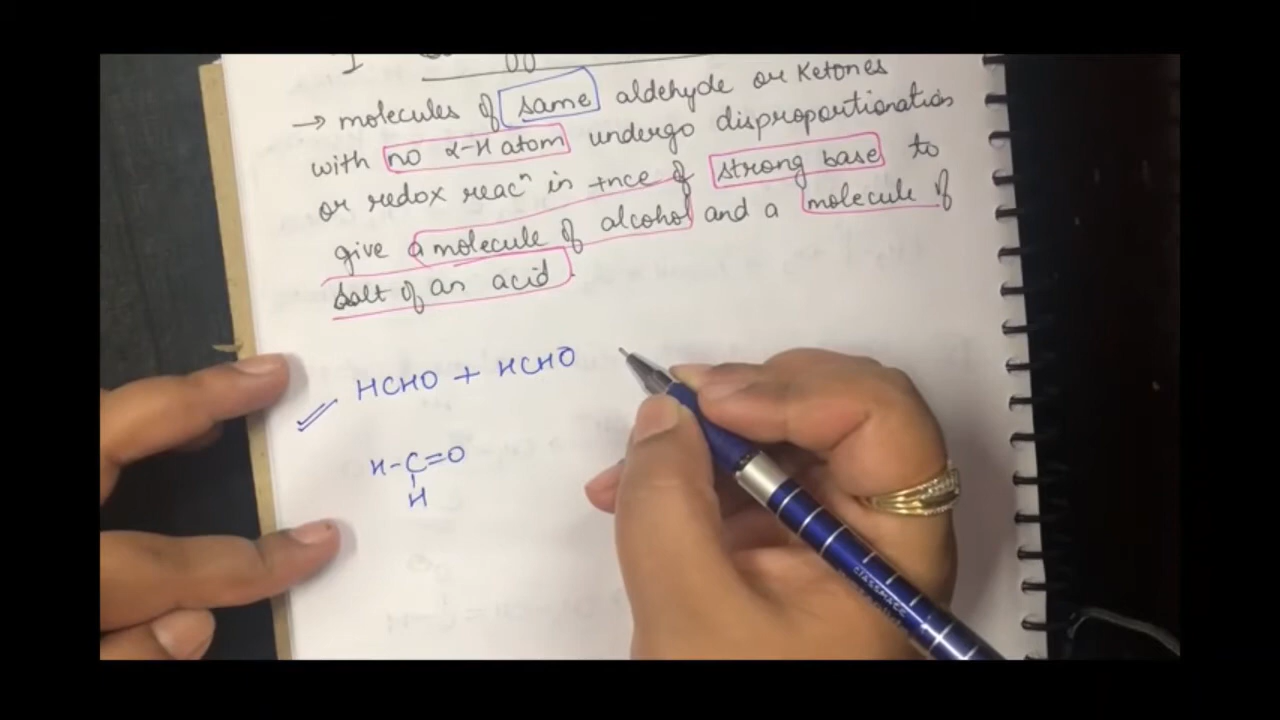 → molecules of same aldehyde or Ketones
with no α-H atom undergo disproportionation
or redox reacⁿ in +nce of strong base to
give a molecule of alcohol and a molecule of
salt of an acid.
HCHO + HCHO
H-C=O
H
CLASSMATE